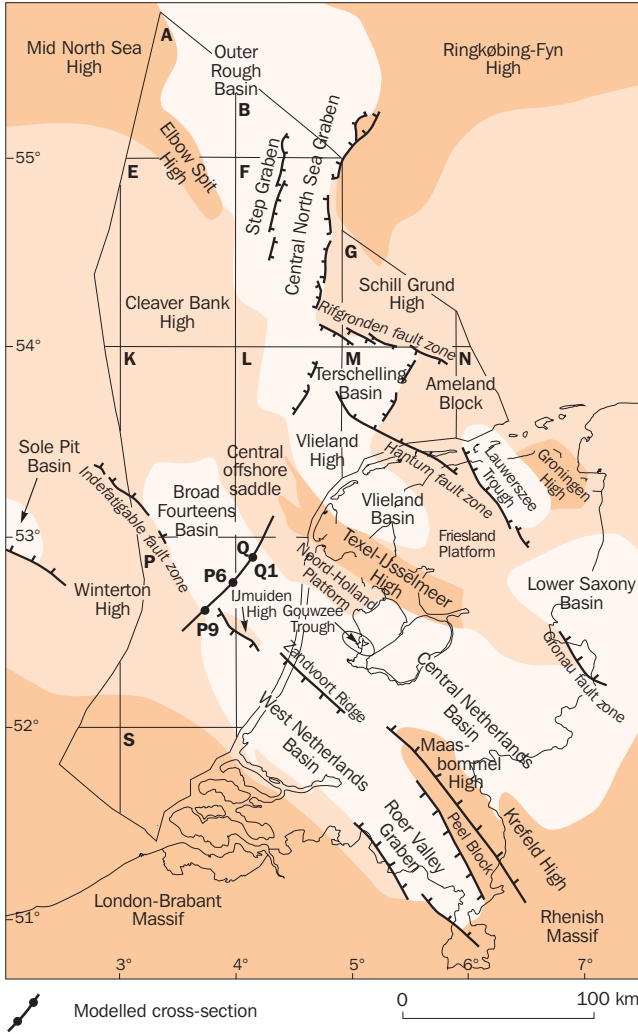 Mid North Sea
High
A
Outer
Rough
Basin
Ringkøbing-Fyn
High
B
Elbow Spit
High
Step Graben
Central North Sea Graben
55°
E
F
G
Schill Grund
High
Cleaver Bank
High
Rifgronden fault zone
54°
K
L
M
N
Terschelling
Basin
Ameland
Block
Sole Pit
Basin
Indefatigable fault zone
Central
offshore
saddle
Vlieland
High
Hantum fault zone
Lauwerszee
Trough
Groningen
High
Broad
Fourteens
Basin
Vlieland
Basin
Friesland
Platform
53°
P
Q
Q1
P6
P9
Texel-IJsselmeer
High
Noord-Holland
Platform
Winterton
High
IJmuiden
High
Gouwzee
Trough
Lower Saxony
Basin
Gronau fault zone
Zandvoort Ridge
Central Netherlands
Basin
52°
S
West Netherlands
Basin
Maas-
bommel
High
Roer Valley
Graben
Peel Block
Krefeld High
London-Brabant
Massif
Rhenish
Massif
51°
3°
4°
5°
6°
7°
Modelled cross-section
0
100 km